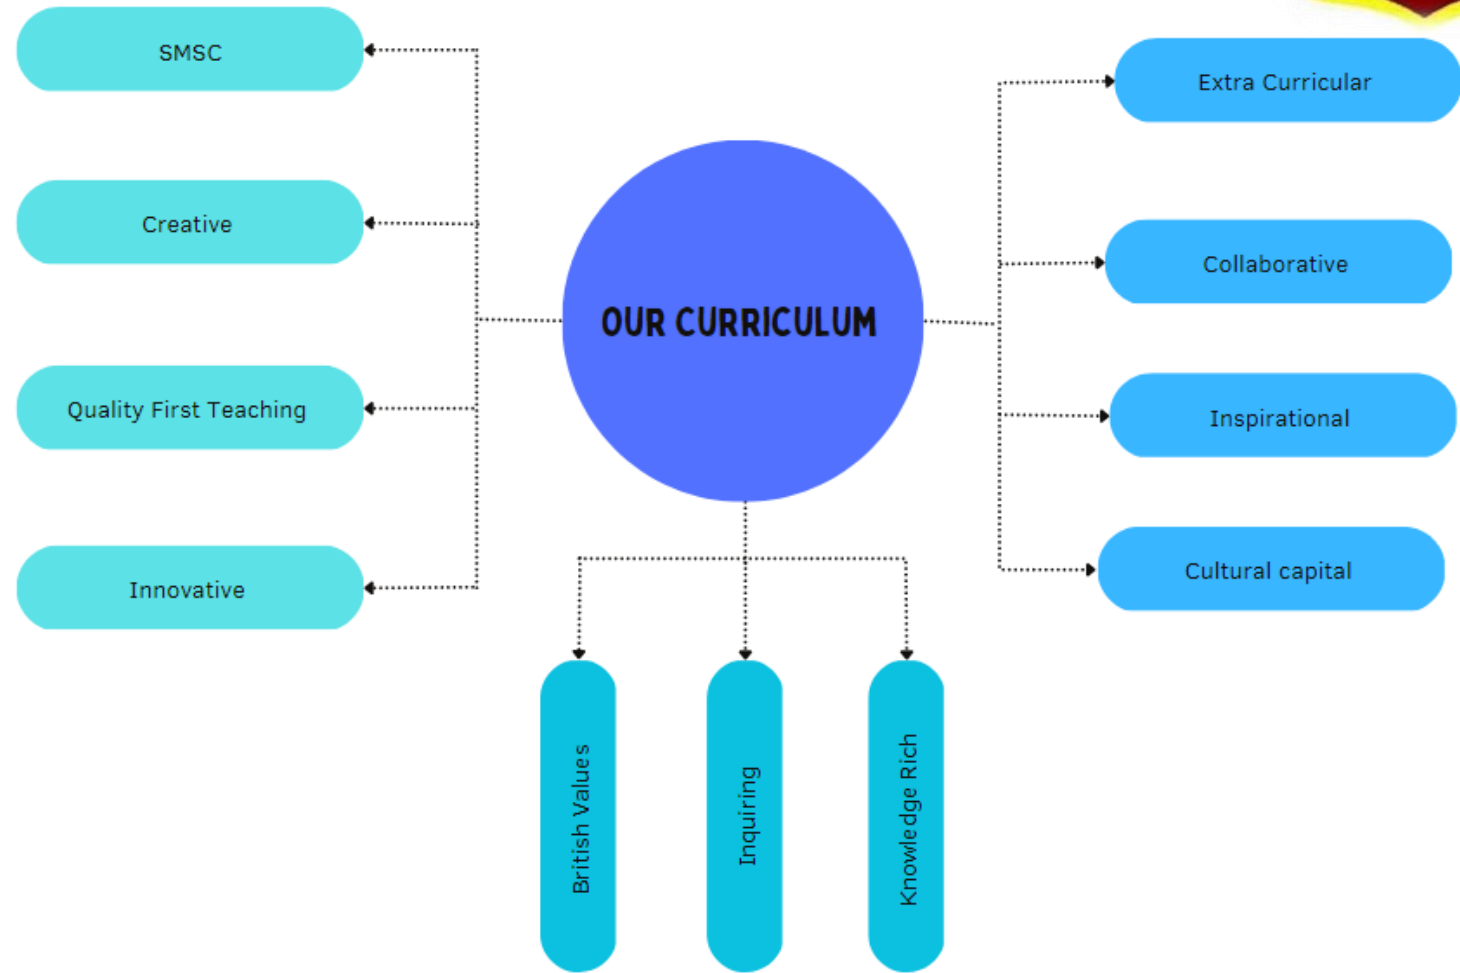 SMSC
Creative
Quality First Teaching
Innovative
OUR CURRICULUM
Extra Curricular
Collaborative
Inspirational
Cultural capital
British Values
Inquiring
Knowledge Rich